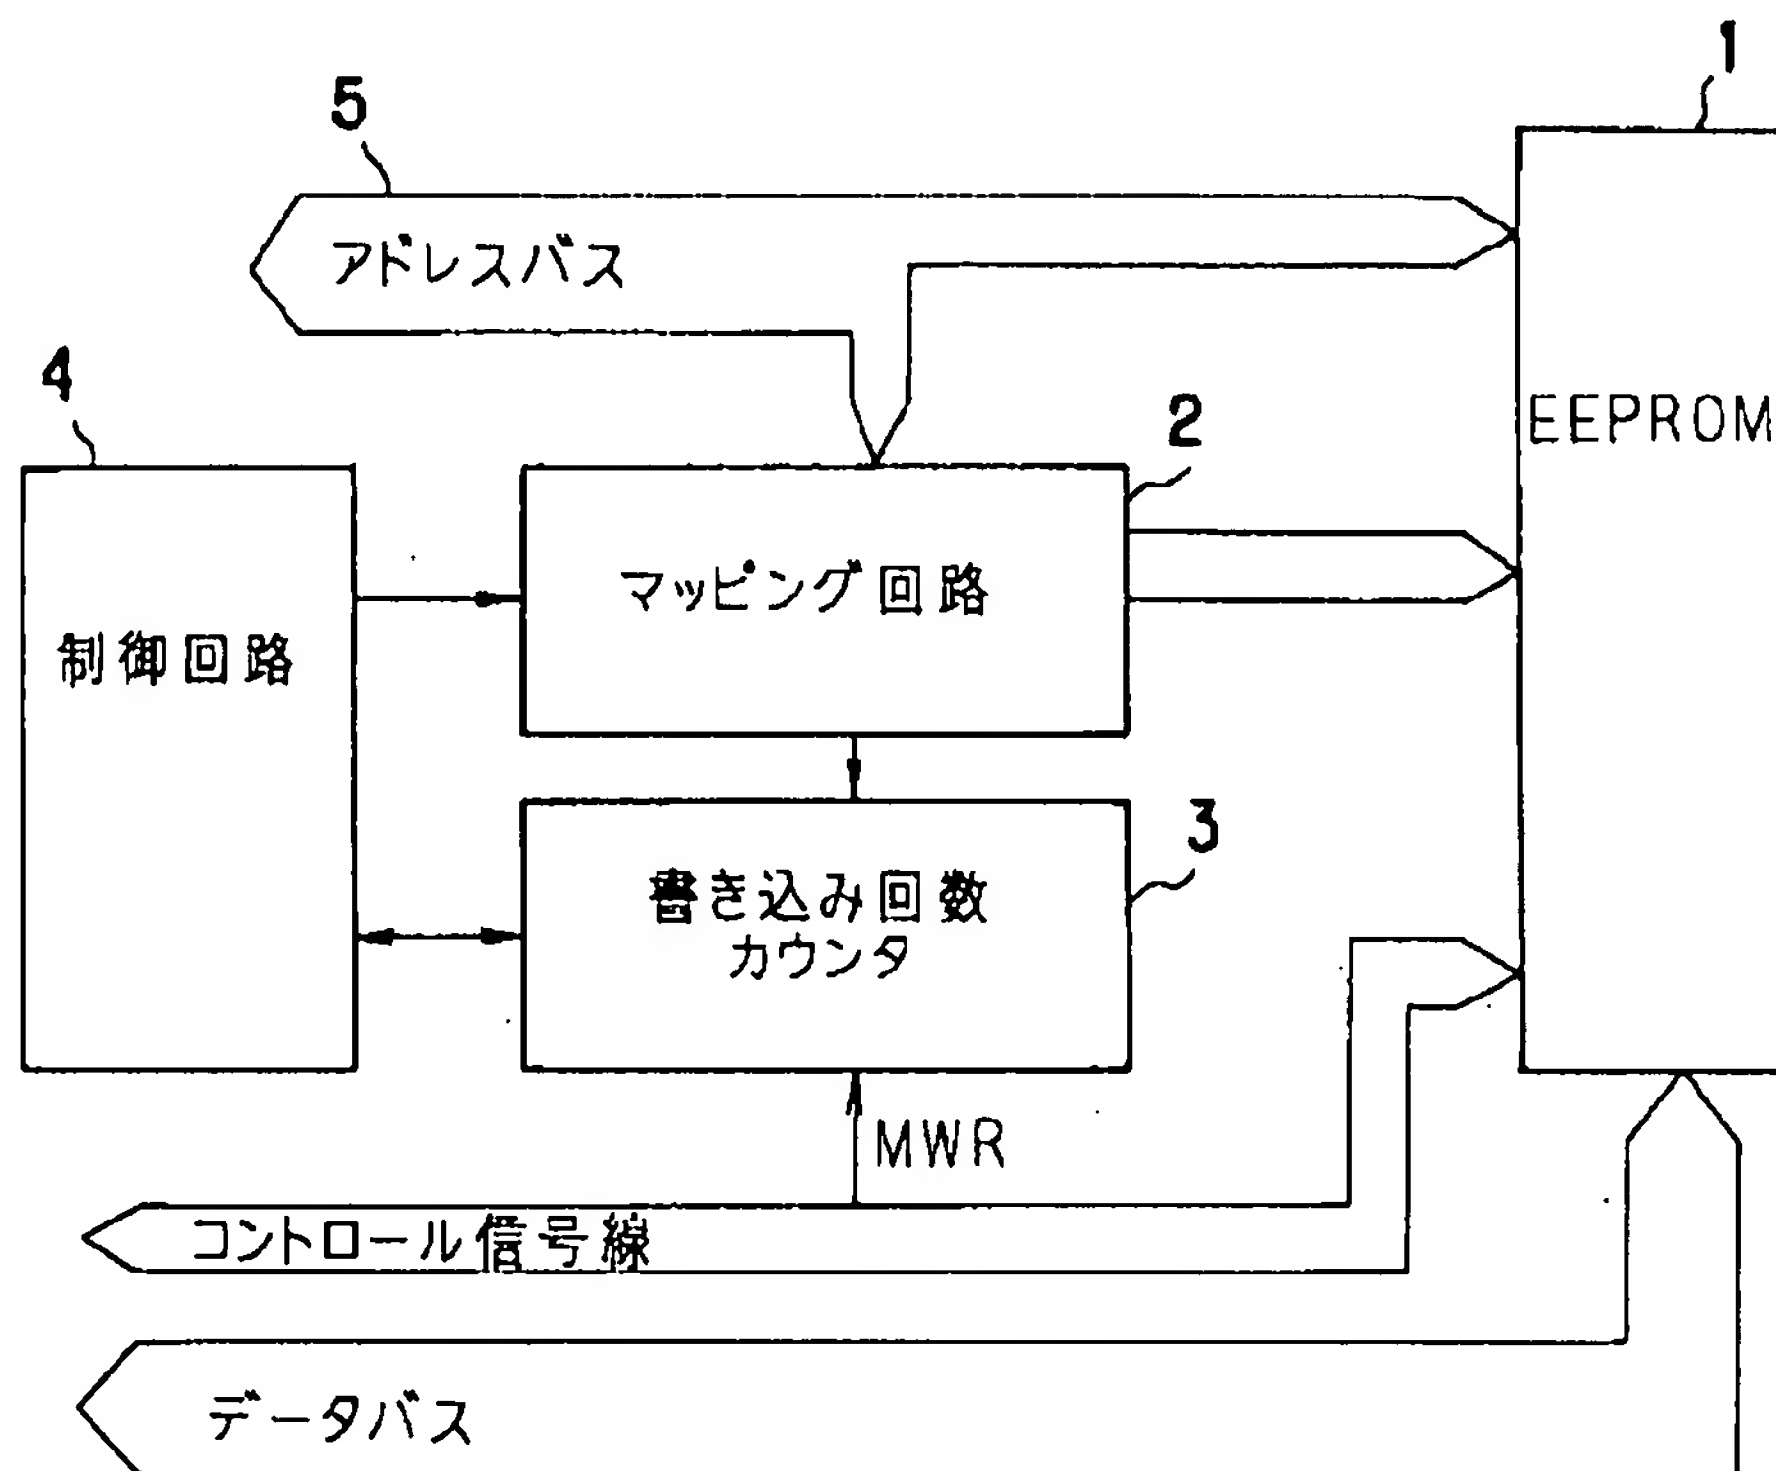 1
5
アドレスバス
4
2
EEPROM
マッピング回路
制御回路
3
書き込み回数
カウンタ
MWR
コントロール信号線
データバス